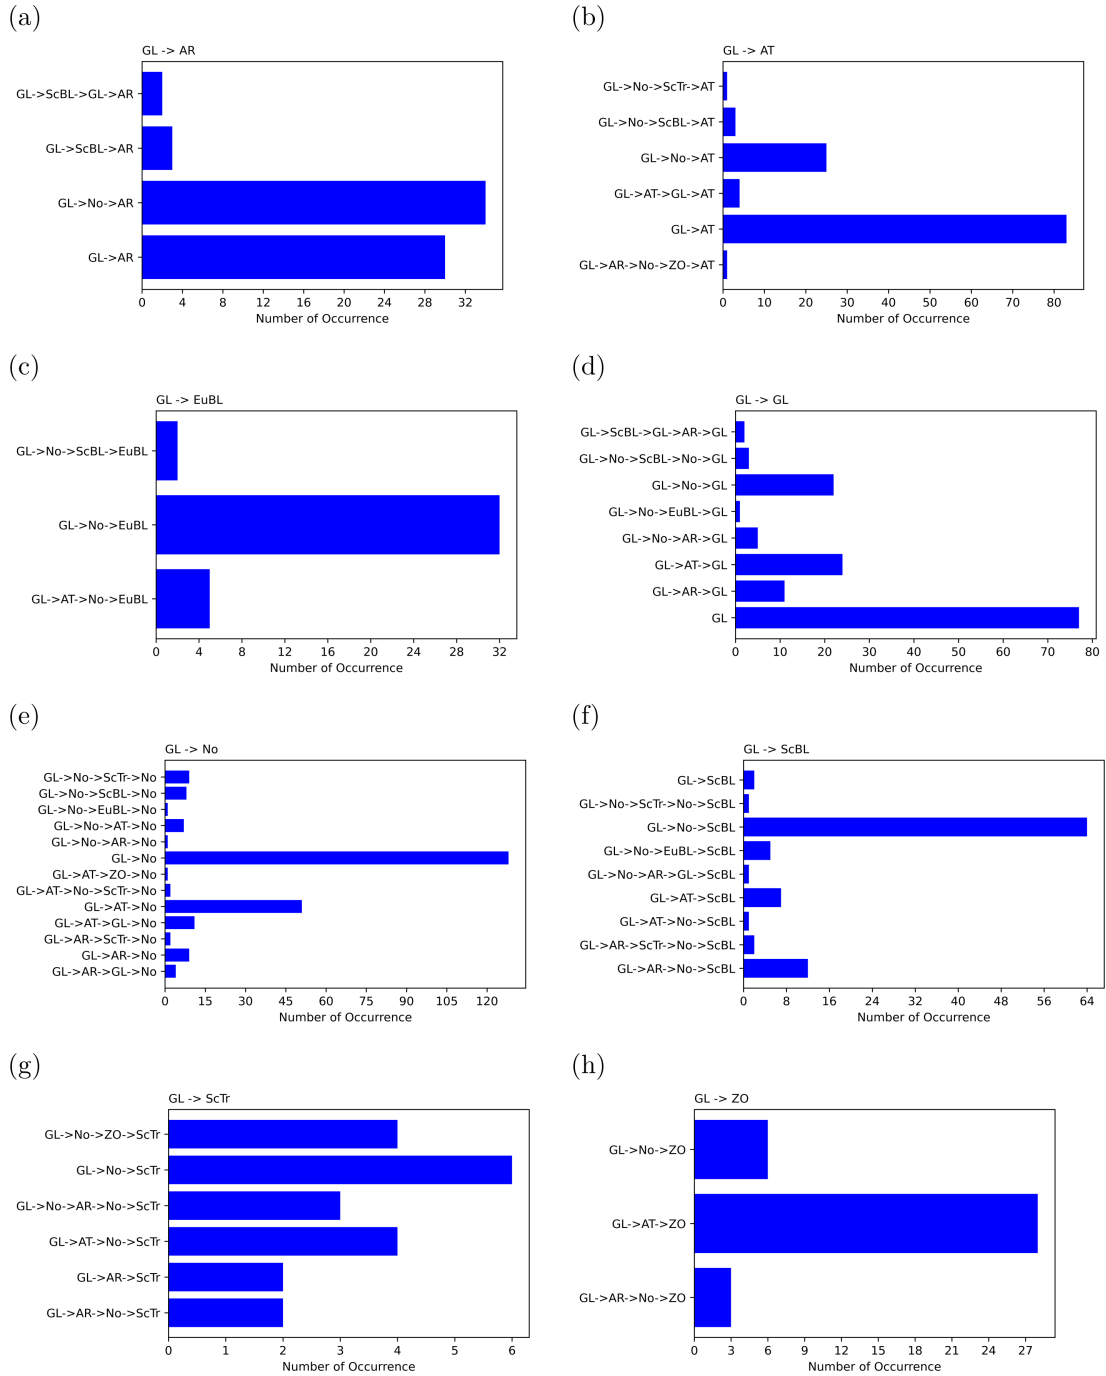 (a)
GL -> AR
GL->ScBL->GL->AR
GL->ScBL->AR
GL->No->AR
GL->AR
0 4 8 12 16 20 24 28 32
Number of Occurrence
(b)
GL -> AT
GL->No->ScTr->AT
GL->No->ScBL->AT
GL->No->AT
GL->AT->GL->AT
GL->AT
GL->AR->No->ZO->AT
0 10 20 30 40 50 60 70 80
Number of Occurrence
(c)
GL -> EuBL
GL->No->ScBL->EuBL
GL->No->EuBL
GL->AT->No->EuBL
0 4 8 12 16 20 24 28 32
Number of Occurrence
(d)
GL -> GL
GL->ScBL->GL->AR->GL
GL->No->ScBL->No->GL
GL->No->GL
GL->No->EuBL->GL
GL->No->AR->GL
GL->AT->GL
GL->AR->GL
GL
0 10 20 30 40 50 60 70 80
Number of Occurrence
(e)
GL -> No
GL->No->ScTr->No
GL->No->ScBL->No
GL->No->EuBL->No
GL->No->AT->No
GL->No->AR->No
GL->No
GL->AT->ZO->No
GL->AT->No->ScTr->No
GL->AT->No
GL->AT->GL->No
GL->AR->ScTr->No
GL->AR->No
GL->AR->GL->No
0 15 30 45 60 75 90 105 120
Number of Occurrence
(f)
GL -> ScBL
GL->ScBL
GL->No->ScTr->No->ScBL
GL->No->ScBL
GL->No->EuBL->ScBL
GL->No->AR->GL->ScBL
GL->AT->ScBL
GL->AT->No->ScBL
GL->AR->ScTr->No->ScBL
GL->AR->No->ScBL
0 8 16 24 32 40 48 56 64
Number of Occurrence
(g)
GL -> ScTr
GL->No->ZO->ScTr
GL->No->ScTr
GL->No->AR->No->ScTr
GL->AT->No->ScTr
GL->AR->ScTr
GL->AR->No->ScTr
0 1 2 3 4 5 6
Number of Occurrence
(h)
GL -> ZO
GL->No->ZO
GL->AT->ZO
GL->AR->No->ZO
0 3 6 9 12 15 18 21 24 27
Number of Occurrence